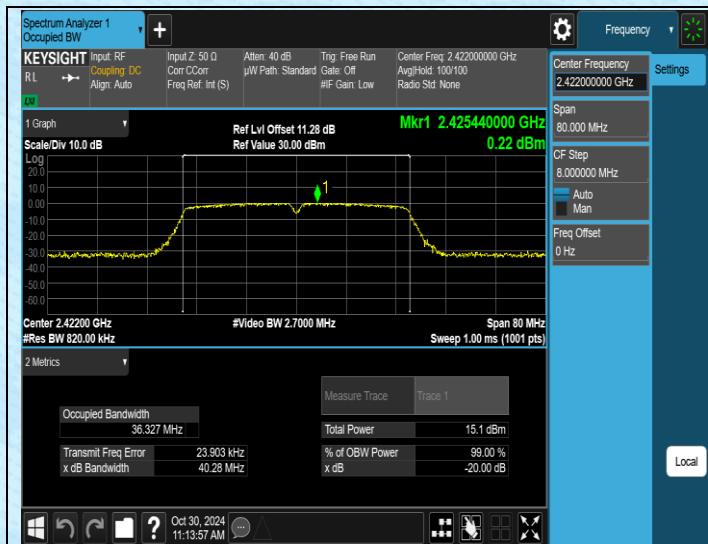 Spectrum Analyzer 1
Occupied BW
+
Frequency
KEYSIGHT
RL
LXI
Input: RF
Coupling: DC
Align: Auto
Input Z: 50 Ω
Corr CCorr
Freq Ref: Int (S)
Atten: 40 dB
µW Path: Standard
Trig: Free Run
Gate: Off
#IF Gain: Low
Center Freq: 2.422000000 GHz
Avg|Hold: 100/100
Radio Std: None
Center Frequency
2.422000000 GHz
Settings
Span
80.000 MHz
CF Step
8.000000 MHz
Auto
Man
Freq Offset
0 Hz
Local
1 Graph
Scale/Div 10.0 dB
Ref Lvl Offset 11.28 dB
Ref Value 30.00 dBm
Mkr1 2.425440000 GHz
0.22 dBm
Log
20.0
10.0
0.00
-10.0
-20.0
-30.0
-40.0
-50.0
-60.0
1
Center 2.42200 GHz
#Video BW 2.7000 MHz
Span 80 MHz
#Res BW 820.00 kHz
Sweep 1.00 ms (1001 pts)
2 Metrics
Measure Trace
Trace 1
Occupied Bandwidth
36.327 MHz
Total Power 15.1 dBm
Transmit Freq Error 23.903 kHz
% of OBW Power 99.00 %
x dB Bandwidth 40.28 MHz
x dB -20.00 dB
?
Oct 30, 2024
11:13:57 AM